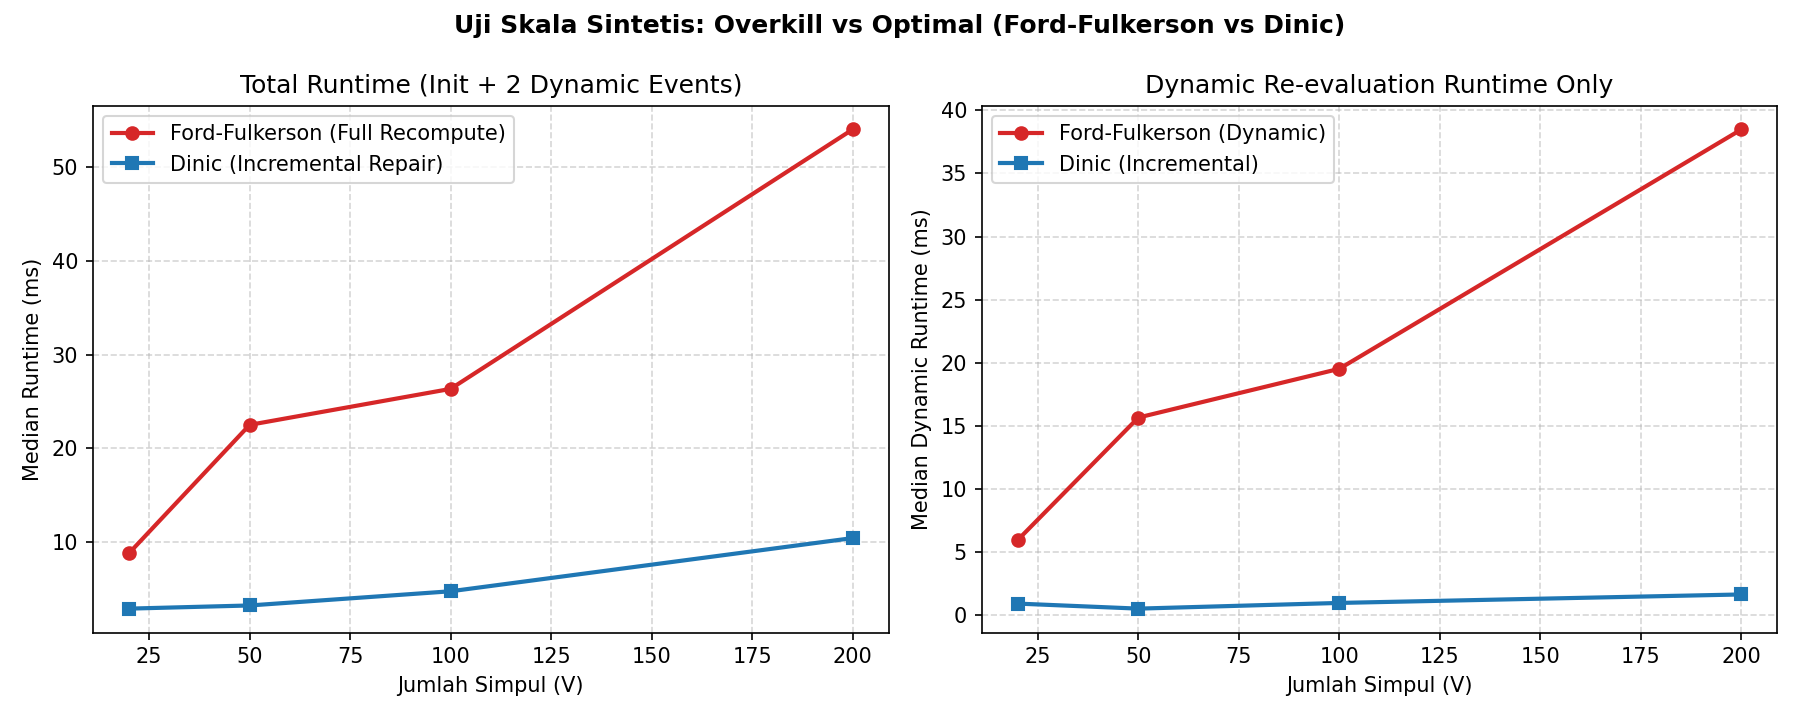 Uji Skala Sintetis: Overkill vs Optimal (Ford-Fulkerson vs Dinic)
Total Runtime (Init + 2 Dynamic Events)
Ford-Fulkerson (Full Recompute)
Dinic (Incremental Repair)
Median Runtime (ms)
50
40
30
20
10
25 50 75 100 125 150 175 200
Jumlah Simpul (V)
Dynamic Re-evaluation Runtime Only
Ford-Fulkerson (Dynamic)
Dinic (Incremental)
Median Dynamic Runtime (ms)
40
35
30
25
20
15
10
5
0
25 50 75 100 125 150 175 200
Jumlah Simpul (V)